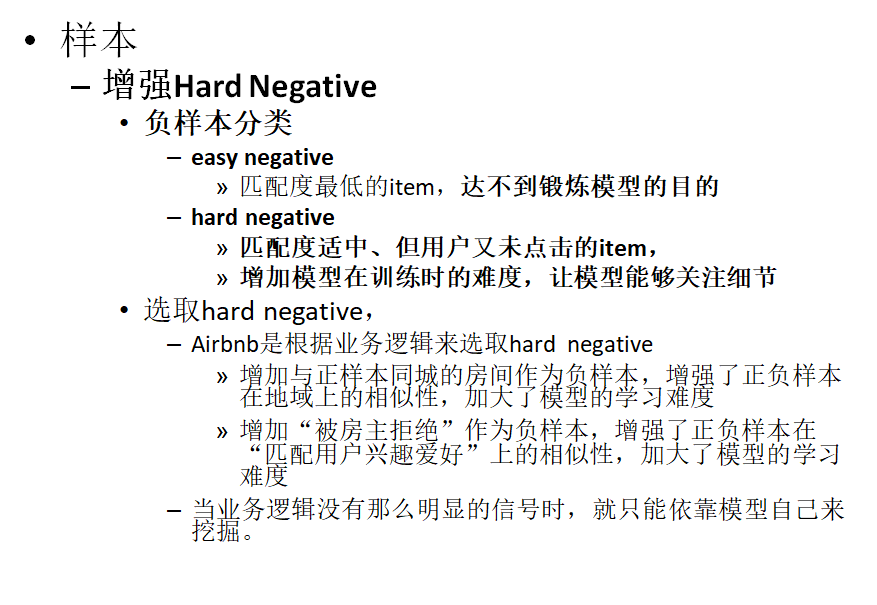 • 样本
– 增强Hard Negative
• 负样本分类
– easy negative
» 匹配度最低的item，达不到锻炼模型的目的
– hard negative
» 匹配度适中、但用户又未点击的item，
» 增加模型在训练时的难度，让模型能够关注细节
• 选取hard negative，
– Airbnb是根据业务逻辑来选取hard negative
» 增加与正样本同城的房间作为负样本，增强了正负样本
在地域上的相似性，加大了模型的学习难度
» 增加“被房主拒绝”作为负样本，增强了正负样本在
“匹配用户兴趣爱好”上的相似性，加大了模型的学习
难度
– 当业务逻辑没有那么明显的信号时，就只能依靠模型自己来
挖掘。